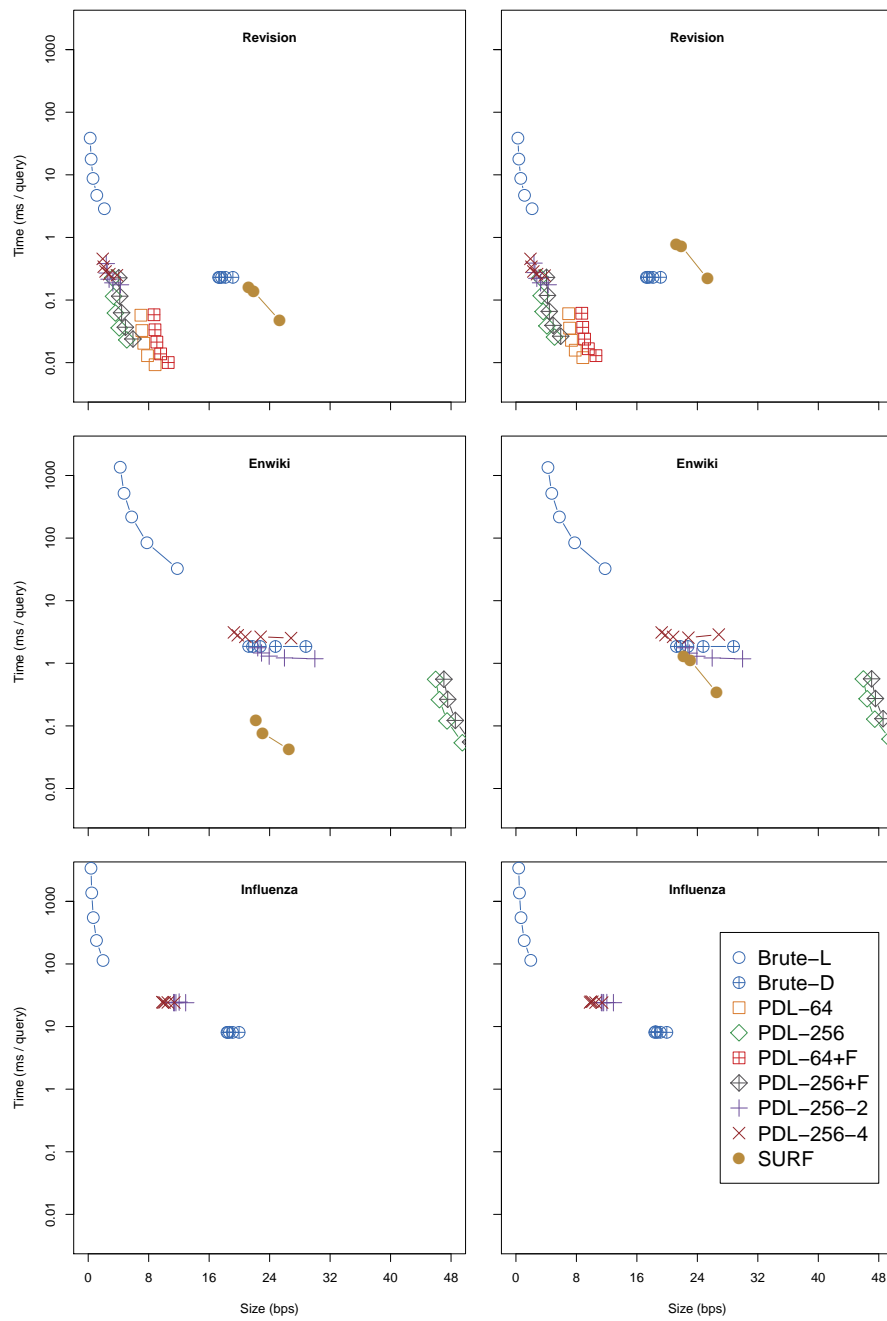 Revision
Revision
Time (ms / query)
1000
100
10
1
0.1
0.01
Enwiki
Enwiki
Time (ms / query)
1000
100
10
1
0.1
0.01
Influenza
Influenza
Time (ms / query)
1000
100
10
1
0.1
0.01
Brute−L
Brute−D
PDL−64
PDL−256
PDL−64+F
PDL−256+F
PDL−256−2
PDL−256−4
SURF
0 8 16 24 32 40 48
0 8 16 24 32 40 48
Size (bps)
Size (bps)